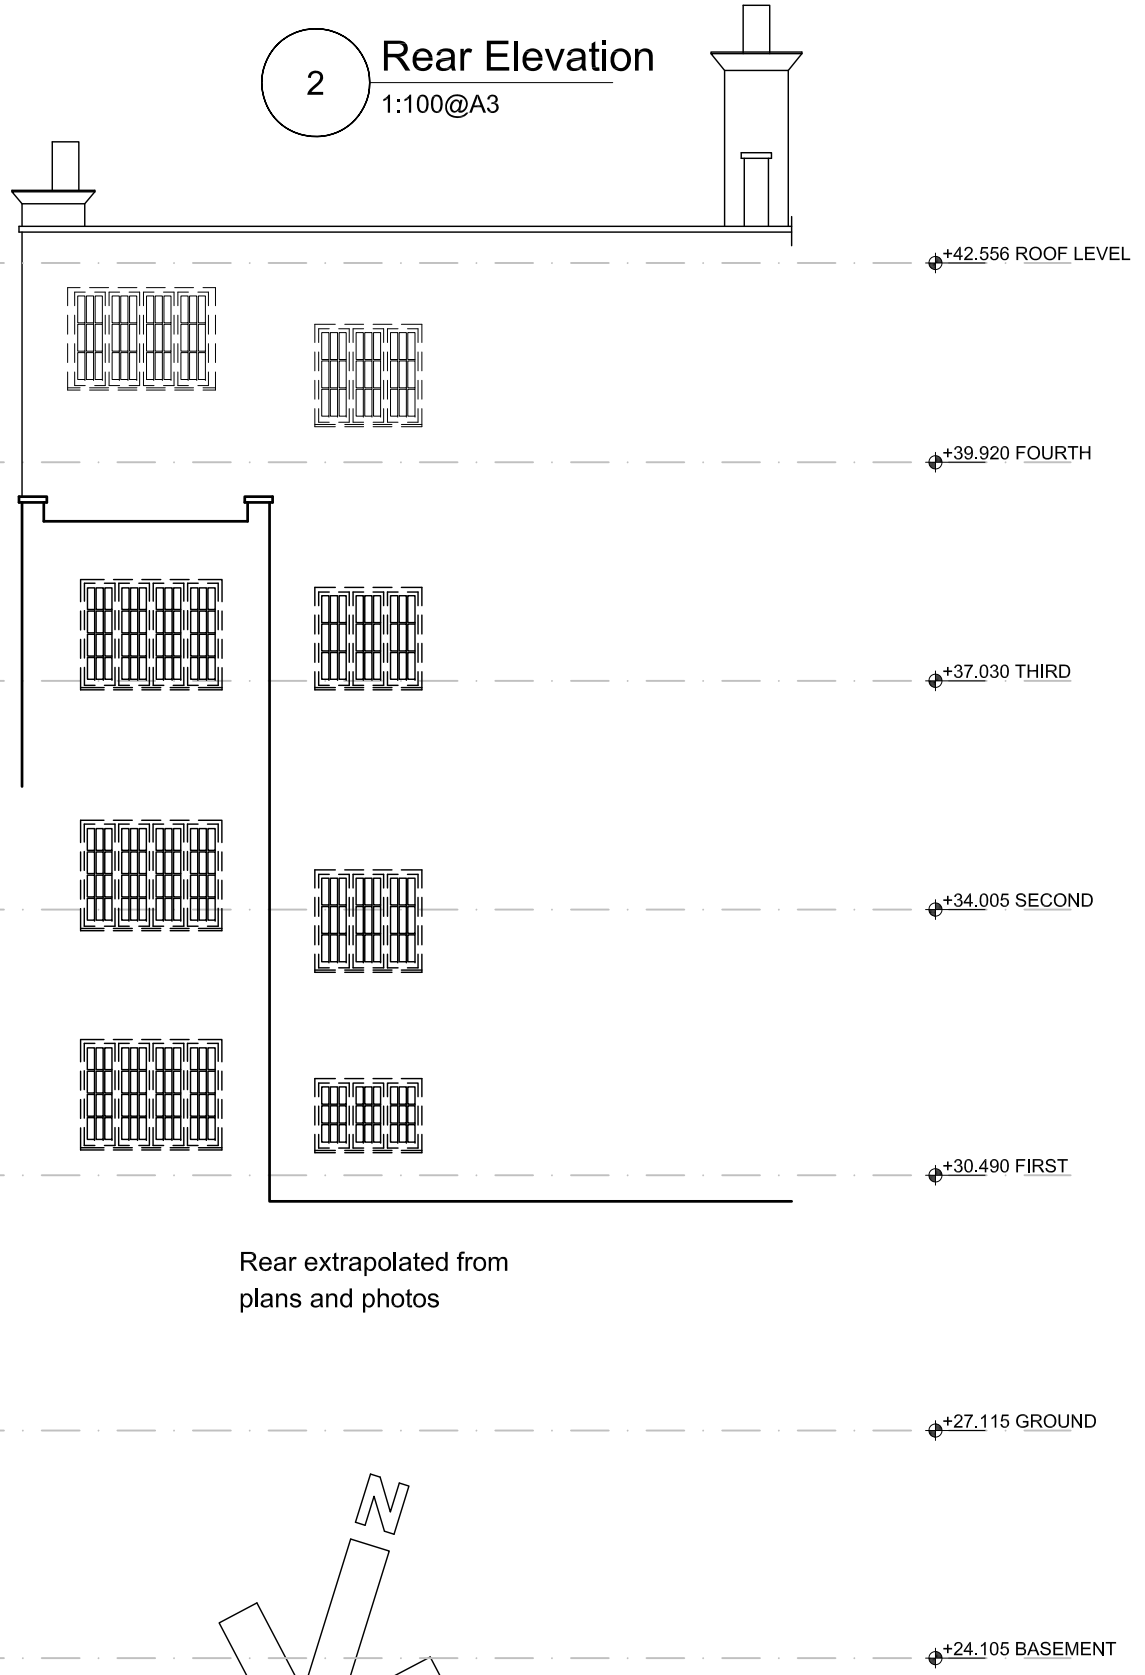 2
Rear Elevation
1:100@A3
+42.556 ROOF LEVEL
+39.920 FOURTH
+37.030 THIRD
+34.005 SECOND
+30.490 FIRST
Rear extrapolated from
plans and photos
+27.115 GROUND
N
+24.105 BASEMENT